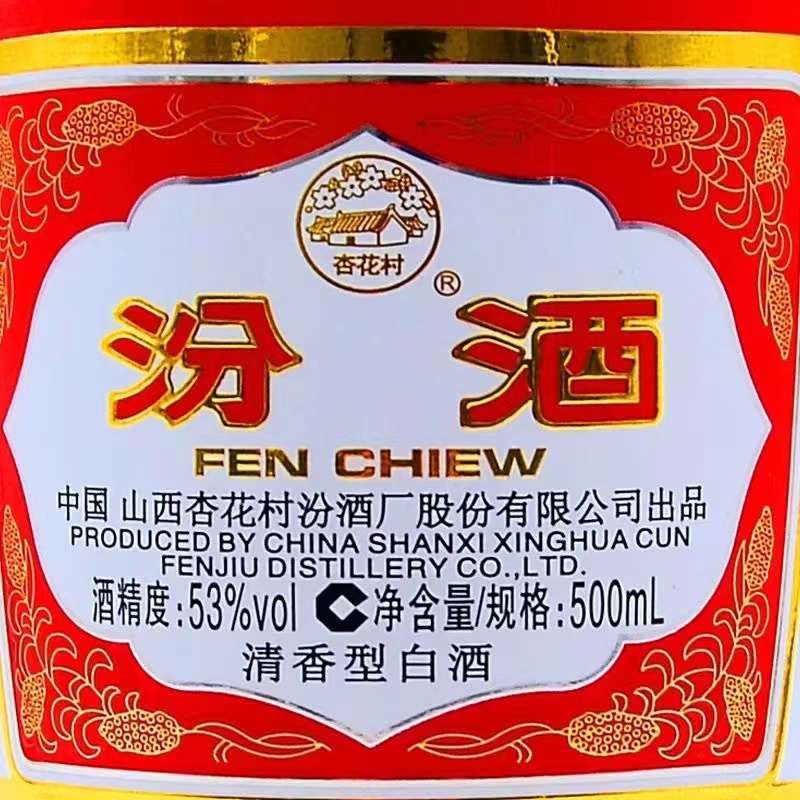 杏花村
®
汾 酒
FEN CHIEW
中国 山西杏花村汾酒厂股份有限公司出品
PRODUCED BY CHINA SHANXI XINGHUA CUN
FENJIU DISTILLERY CO.,LTD.
酒精度:53%vol 净含量/规格:500mL
清香型白酒